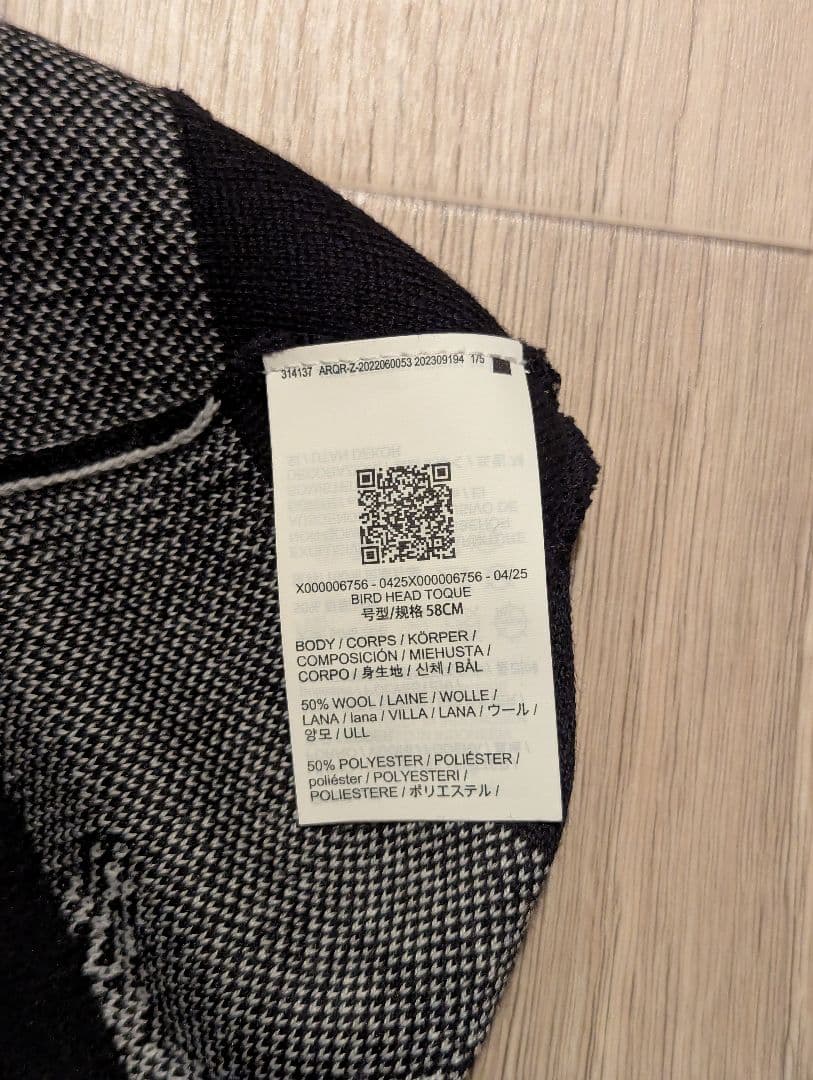 314137 ARQR-Z-2022060053 202309194 1/5
X000006756 - 0425X000006756 - 04/25
BIRD HEAD TOQUE
号型/规格 58CM
BODY / CORPS / KÖRPER /
COMPOSICIÓN / MIEHUSTA /
CORPO / 身生地 / 신체 / BÅL
50% WOOL / LAINE / WOLLE /
LANA / lana / VILLA / LANA / ウール /
양모 / ULL
50% POLYESTER / POLIÉSTER /
poliéster / POLYESTERI /
POLIESTERE / ポリエステル /